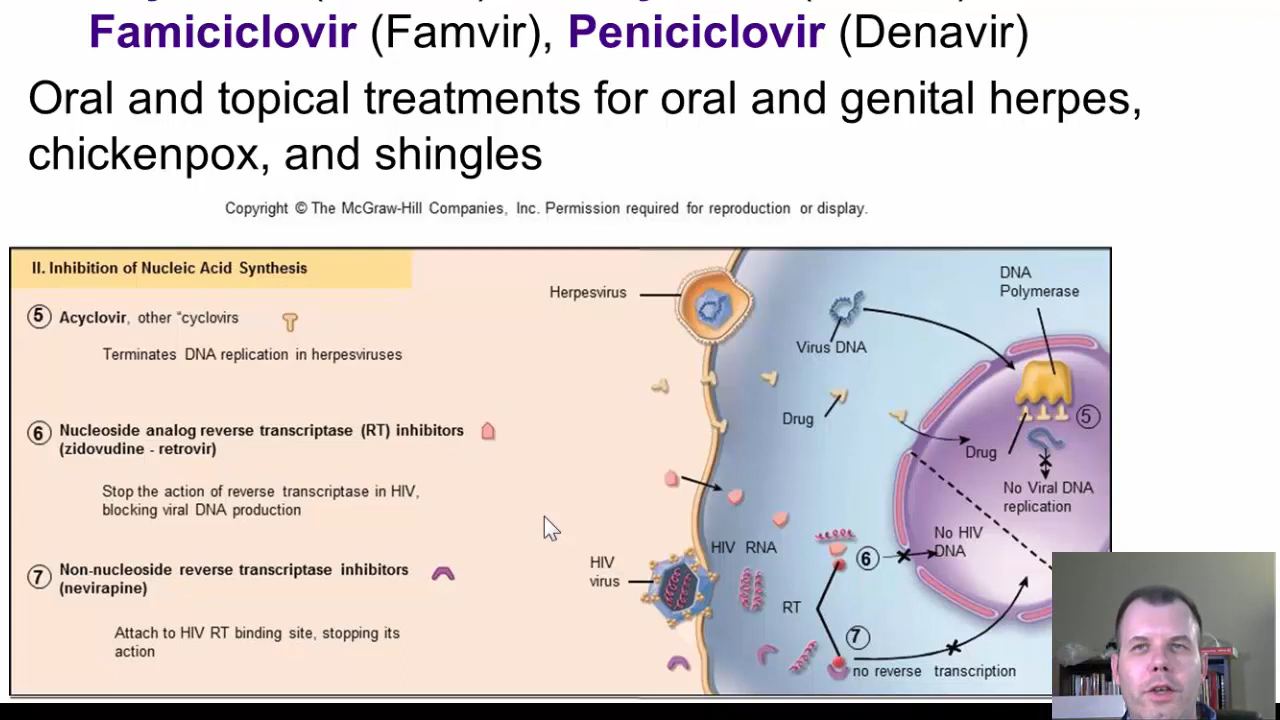 Famiciclovir (Famvir), Peniciclovir (Denavir)
Oral and topical treatments for oral and genital herpes,
chickenpox, and shingles
Copyright © The McGraw-Hill Companies, Inc. Permission required for reproduction or display.
II. Inhibition of Nucleic Acid Synthesis
5 Acyclovir, other “cyclovirs
Terminates DNA replication in herpesviruses
6 Nucleoside analog reverse transcriptase (RT) inhibitors
(zidovudine - retrovir)
Stop the action of reverse transcriptase in HIV,
blocking viral DNA production
7 Non-nucleoside reverse transcriptase inhibitors
(nevirapine)
Attach to HIV RT binding site, stopping its
action
Herpesvirus
Virus DNA
DNA
Polymerase
Drug
Drug
5
No Viral DNA
replication
HIV RNA
No HIV
DNA
6
HIV
virus
RT
7
no reverse transcription